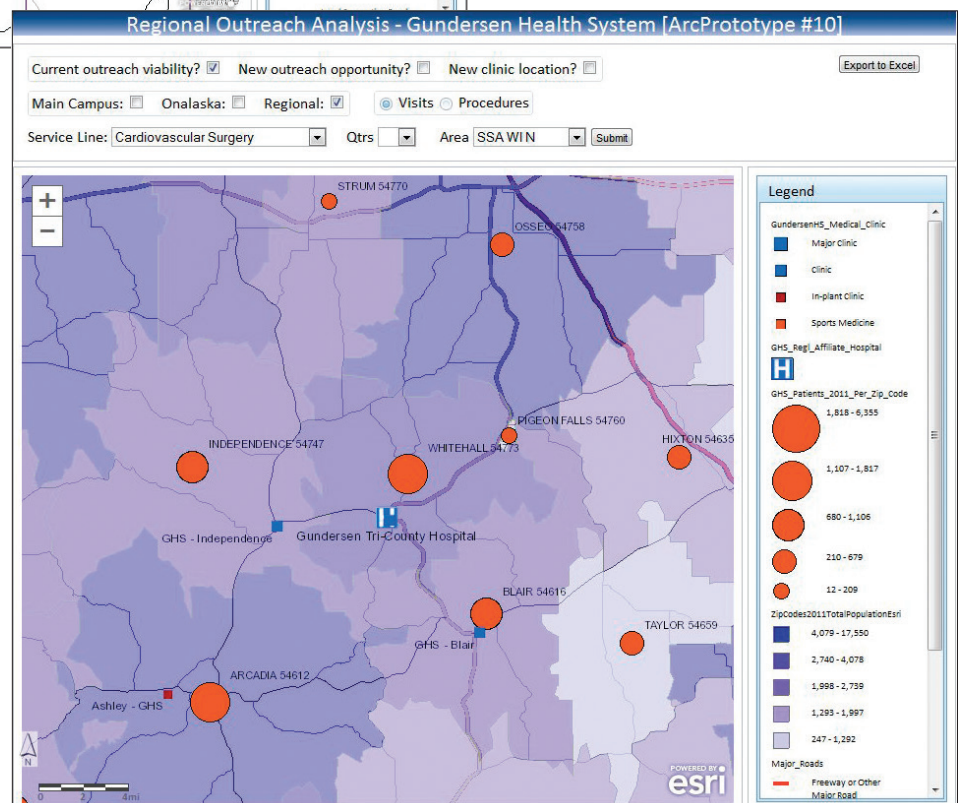 Regional Outreach Analysis - Gundersen Health System [ArcPrototype #10]
Current outreach viability? New outreach opportunity? New clinic location?
Export to Excel
Main Campus: Onalaska: Regional: Visits Procedures
Service Line: Cardiovascular Surgery Qtrs Area SSA WI N Submit
+
−
STRUM 54770
OSSEO 54758
PIGEON FALLS 54760
INDEPENDENCE 54747
WHITEHALL 54773
HIXTON 54635
GHS - Independence
Gundersen Tri-County Hospital
BLAIR 54616
GHS - Blair
TAYLOR 54659
ARCADIA 54612
Ashley - GHS
N
0 2 4mi
POWERED BY
esri
Legend
GundersenHS_Medical_Clinic
Major Clinic
Clinic
In-plant Clinic
Sports Medicine
GHS_Regl_Affiliate_Hospital
H
GHS_Patients_2011_Per_Zip_Code
1,818 - 6,355
1,107 - 1,817
680 - 1,106
210 - 679
12 - 209
ZipCodes2011TotalPopulationEsri
4,079 - 17,550
2,740 - 4,078
1,998 - 2,739
1,293 - 1,997
247 - 1,292
Major_Roads
Freeway or Other
Major Road